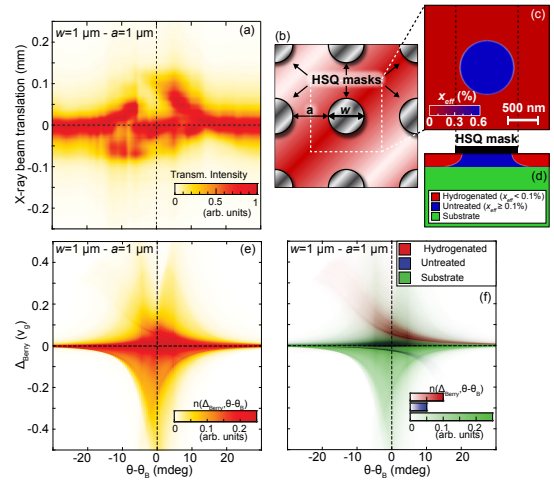 w=1 μm - a=1 μm
(a)
X-ray beam translation (mm)
0.2
0.1
0
-0.1
-0.2
Transm. Intensity
0 0.5 1
(arb. units)
(b)
HSQ masks
a
w
(c)
x_eff (%)
0 0.3 0.6
500 nm
HSQ mask
(d)
Hydrogenated (x_eff < 0.1%)
Untreated (x_eff ≥ 0.1%)
Substrate
w=1 μm - a=1 μm
(e)
Δ_Berry (v_g)
0.4
0.2
0
-0.2
-0.4
n(Δ_Berry,θ-θ_B)
0 0.1 0.2
(arb. units)
-20 -10 0 10 20
θ-θ_B (mdeg)
w=1 μm - a=1 μm
Hydrogenated
Untreated
Substrate
(f)
n(Δ_Berry,θ-θ_B)
0 0.1 0.2
(arb. units)
-20 -10 0 10 20
θ-θ_B (mdeg)